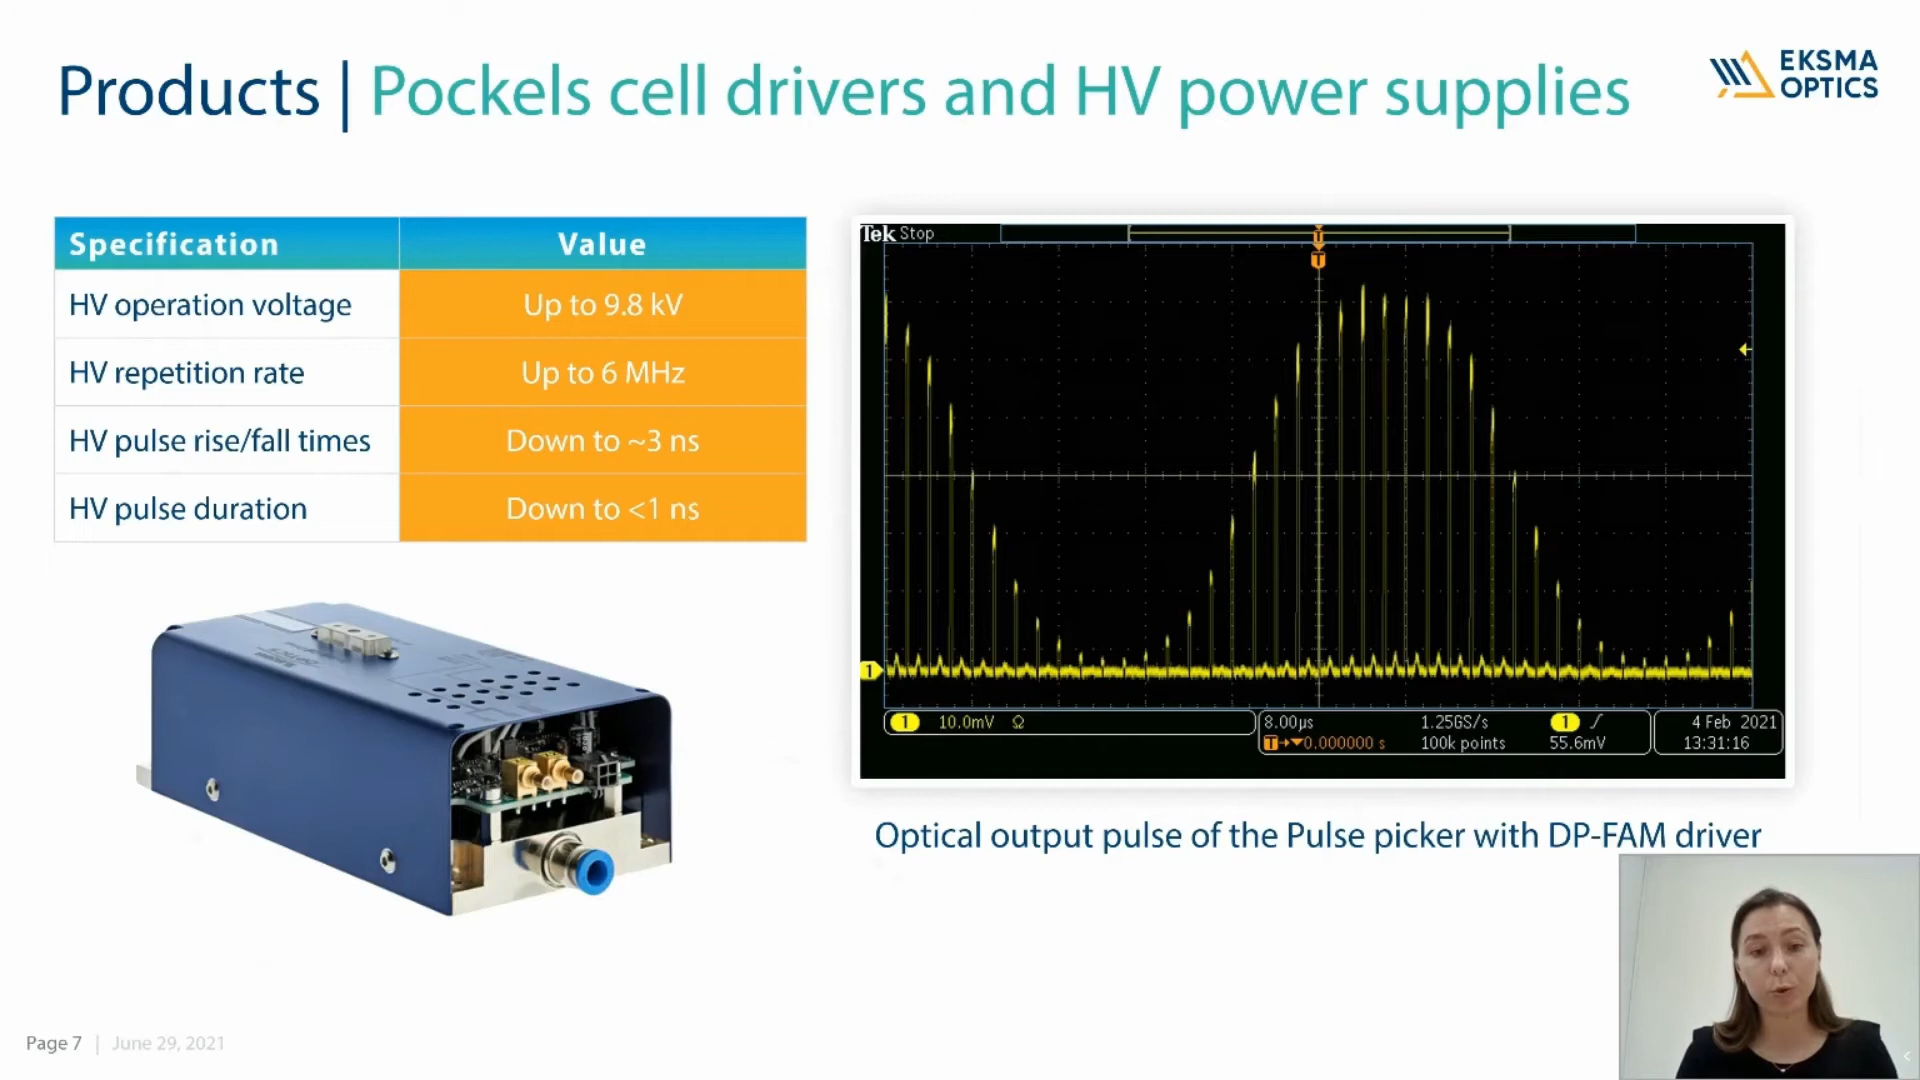 Products | Pockels cell drivers and HV power supplies
EKSMA
OPTICS
Specification Value
HV operation voltage Up to 9.8 kV
HV repetition rate Up to 6 MHz
HV pulse rise/fall times Down to ~3 ns
HV pulse duration Down to <1 ns
Tek Stop
T
T
1
1 10.0mV Ω
8.00µs 1.25GS/s 1
T→▼0.000000 s 100k points 55.6mV
4 Feb 2021
13:31:16
Optical output pulse of the Pulse picker with DP-FAM driver
Page 7 | June 29, 2021